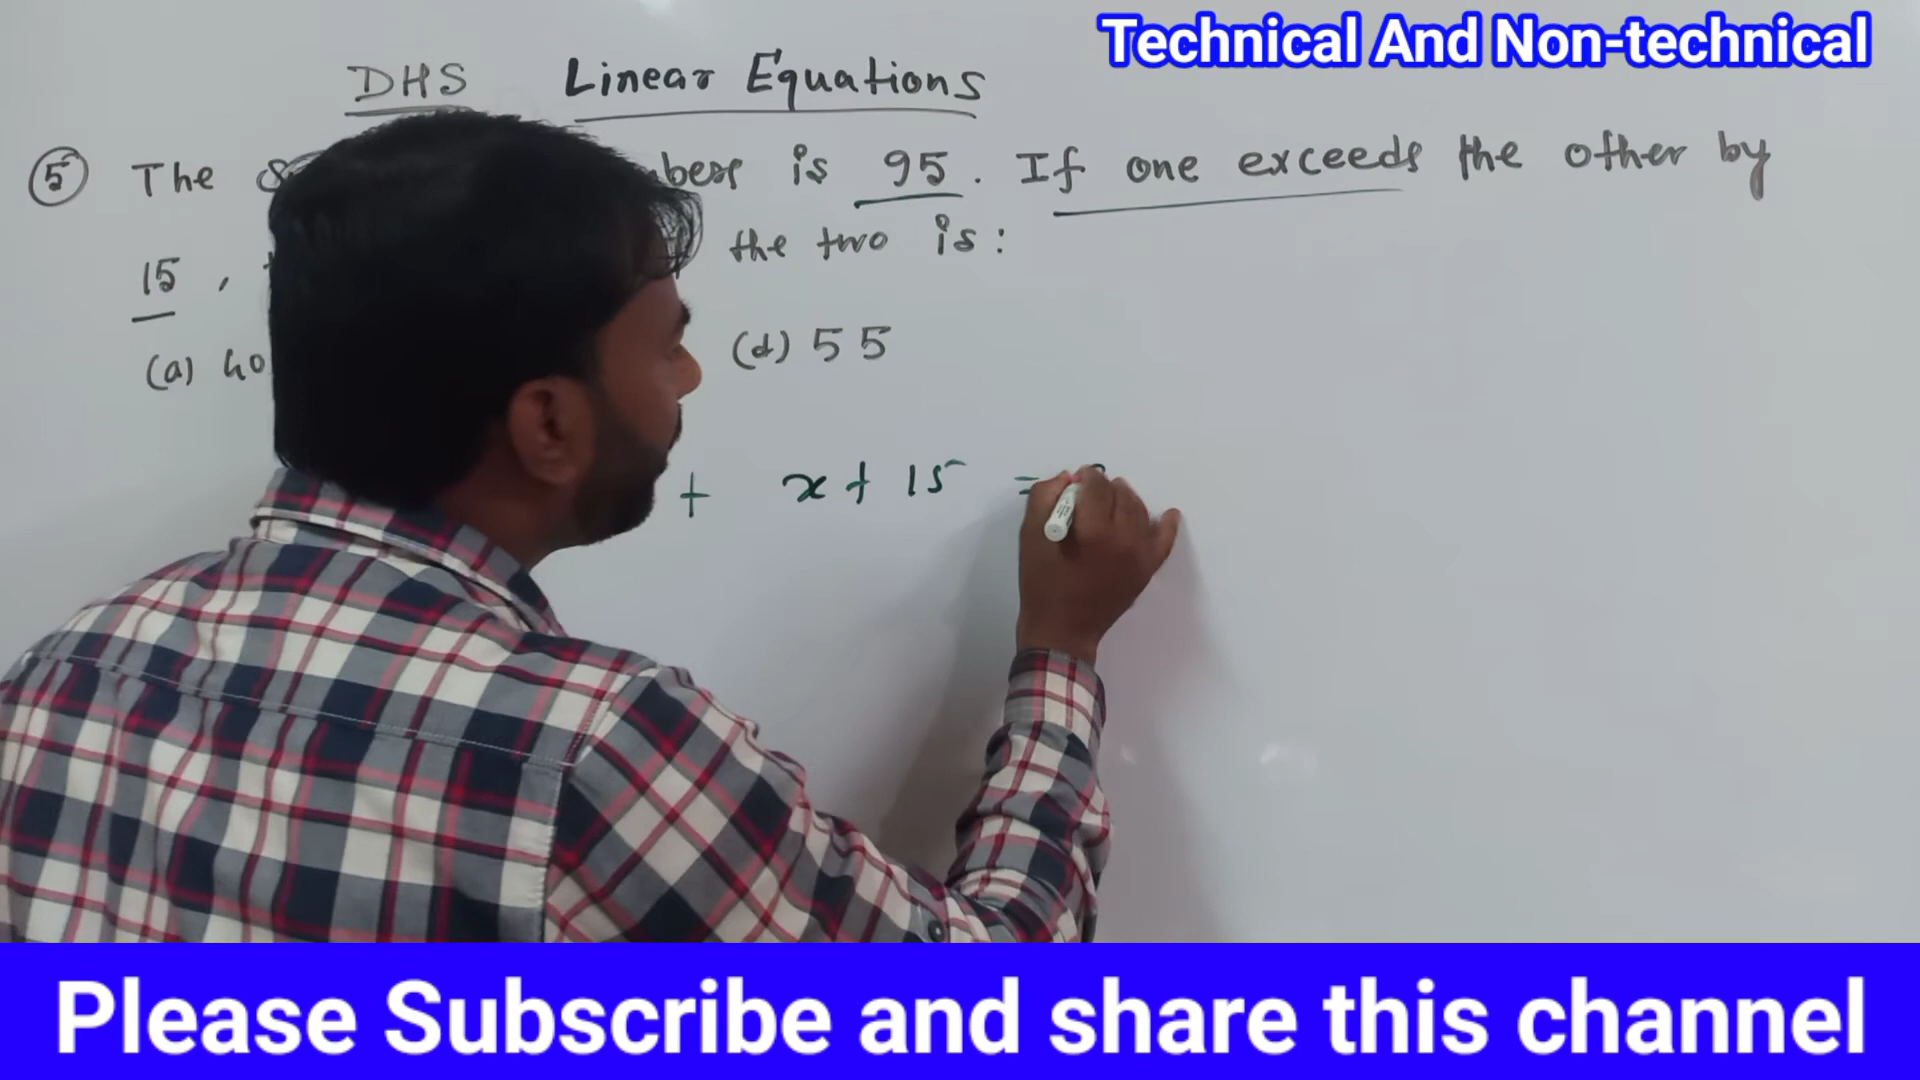 Technical And Non-technical
DHS Linear Equations
5 The is 95. If one exceeds the other by
15, the two is:
(a) 40 (d) 55
+ x + 15 =
Please Subscribe and share this channel